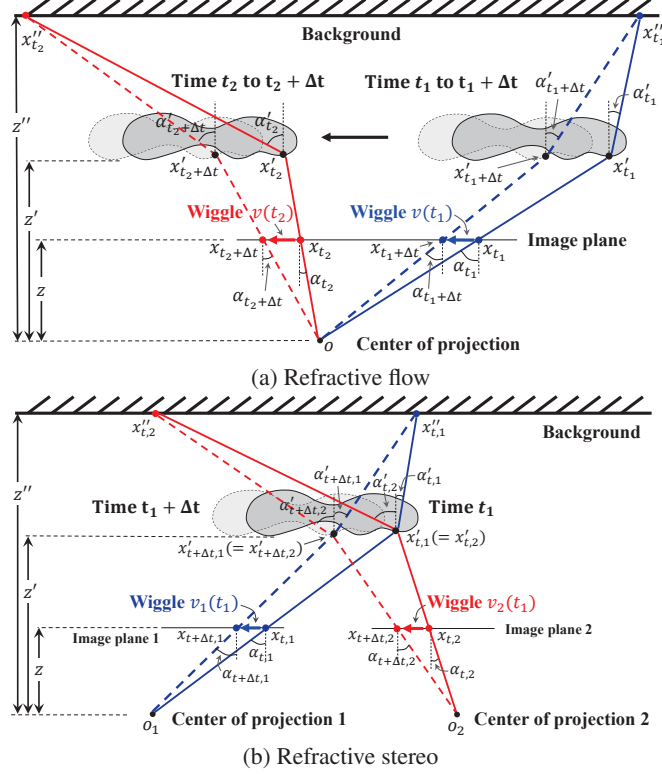 Background
x''_{t_2}
x''_{t_1}
Time t_2 to t_2 + Δt
Time t_1 to t_1 + Δt
α'_{t_1+Δt}
α'_{t_1}
α'_{t_2+Δt}
α'_{t_2}
x'_{t_2+Δt}
x'_{t_2}
x'_{t_1+Δt}
x'_{t_1}
z''
z'
z
Wiggle v(t_2)
Wiggle v(t_1)
x_{t_2+Δt}
x_{t_2}
x_{t_1+Δt}
x_{t_1}
Image plane
α_{t_2+Δt}
α_{t_2}
α_{t_1+Δt}
α_{t_1}
o
Center of projection
(a) Refractive flow
x''_{t,2}
x''_{t,1}
Background
α'_{t+Δt,1}
α'_{t,2}
α'_{t,1}
Time t_1 + Δt
α'_{t+Δt,2}
Time t_1
x'_{t+Δt,1}(= x'_{t+Δt,2})
x'_{t,1}(= x'_{t,2})
z''
z'
z
Wiggle v_1(t_1)
Wiggle v_2(t_1)
Image plane 1
x_{t+Δt,1}
x_{t,1}
x_{t+Δt,2}
x_{t,2}
Image plane 2
α_{t+Δt,1}
α_{t,1}
α_{t+Δt,2}
α_{t,2}
o_1
Center of projection 1
o_2
Center of projection 2
(b) Refractive stereo